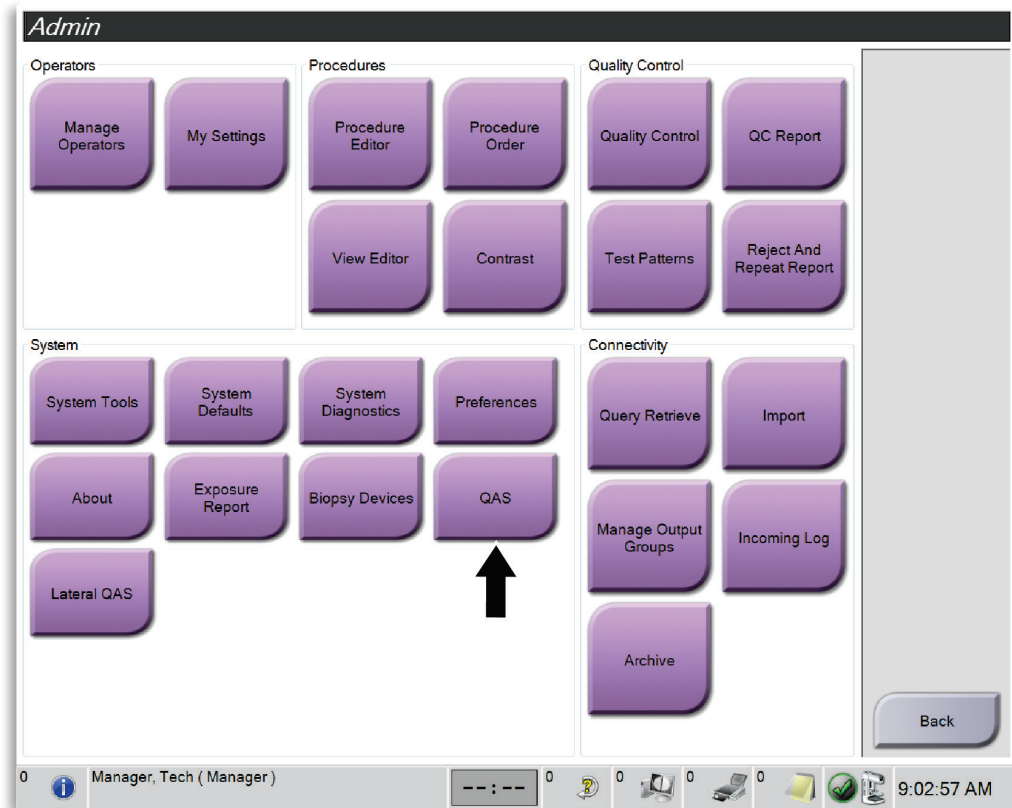 Admin
Operators
Manage
Operators
My Settings
Procedures
Procedure
Editor
Procedure
Order
View Editor
Contrast
Quality Control
Quality Control
QC Report
Test Patterns
Reject And
Repeat Report
System
System Tools
System
Defaults
System
Diagnostics
Preferences
About
Exposure
Report
Biopsy Devices
QAS
Lateral QAS
Connectivity
Query Retrieve
Import
Manage Output
Groups
Incoming Log
Archive
Back
0
Manager, Tech ( Manager )
--:--
0
0
0
0
9:02:57 AM